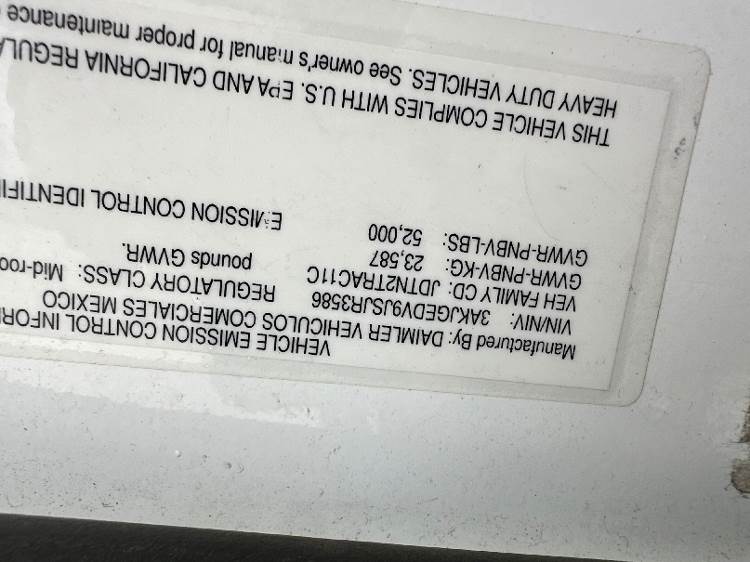 VEHICLE EMISSION CONTROL INFOR
Manufactured By: DAIMLER VEHICULOS COMERCIALES MEXICO
VIN/NIV: 3AKJGEDV9JSJR3586 REGULATORY CLASS: Mid-roo
VEH FAMILY CD: JDTN2TRAC11C pounds GVWR.
GVWR-PNBV-KG: 23,587
GVWR-PNBV-LBS: 52,000 EMISSION CONTROL IDENTIFI
THIS VEHICLE COMPLIES WITH U.S. EPA AND CALIFORNIA REGULA
HEAVY DUTY VEHICLES. See owner's manual for proper maintenance